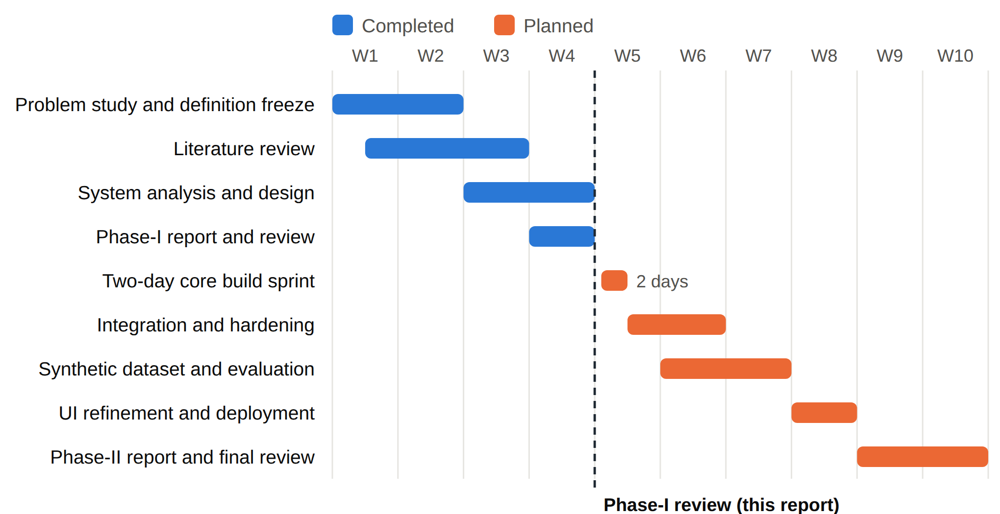 Completed Planned
W1 W2 W3 W4 W5 W6 W7 W8 W9 W10
Problem study and definition freeze
Literature review
System analysis and design
Phase-I report and review
Two-day core build sprint 2 days
Integration and hardening
Synthetic dataset and evaluation
UI refinement and deployment
Phase-II report and final review
Phase-I review (this report)